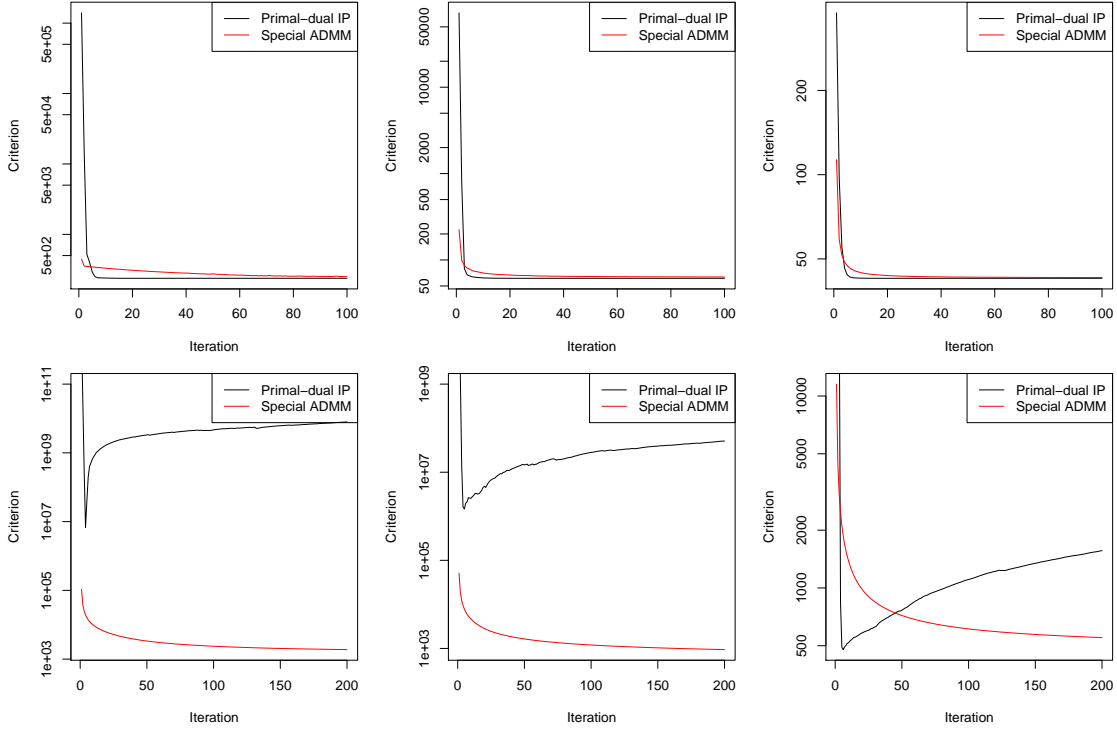 Primal−dual IP
Special ADMM
Criterion
5e+02
5e+03
5e+04
5e+05
0
20
40
60
80
100
Iteration
Primal−dual IP
Special ADMM
Criterion
50
100
200
500
2000
10000
50000
0
20
40
60
80
100
Iteration
Primal−dual IP
Special ADMM
Criterion
50
100
200
0
20
40
60
80
100
Iteration
Primal−dual IP
Special ADMM
Criterion
1e+03
1e+05
1e+07
1e+09
1e+11
0
50
100
150
200
Iteration
Primal−dual IP
Special ADMM
Criterion
1e+03
1e+05
1e+07
1e+09
0
50
100
150
200
Iteration
Primal−dual IP
Special ADMM
Criterion
500
1000
2000
5000
10000
0
50
100
150
200
Iteration